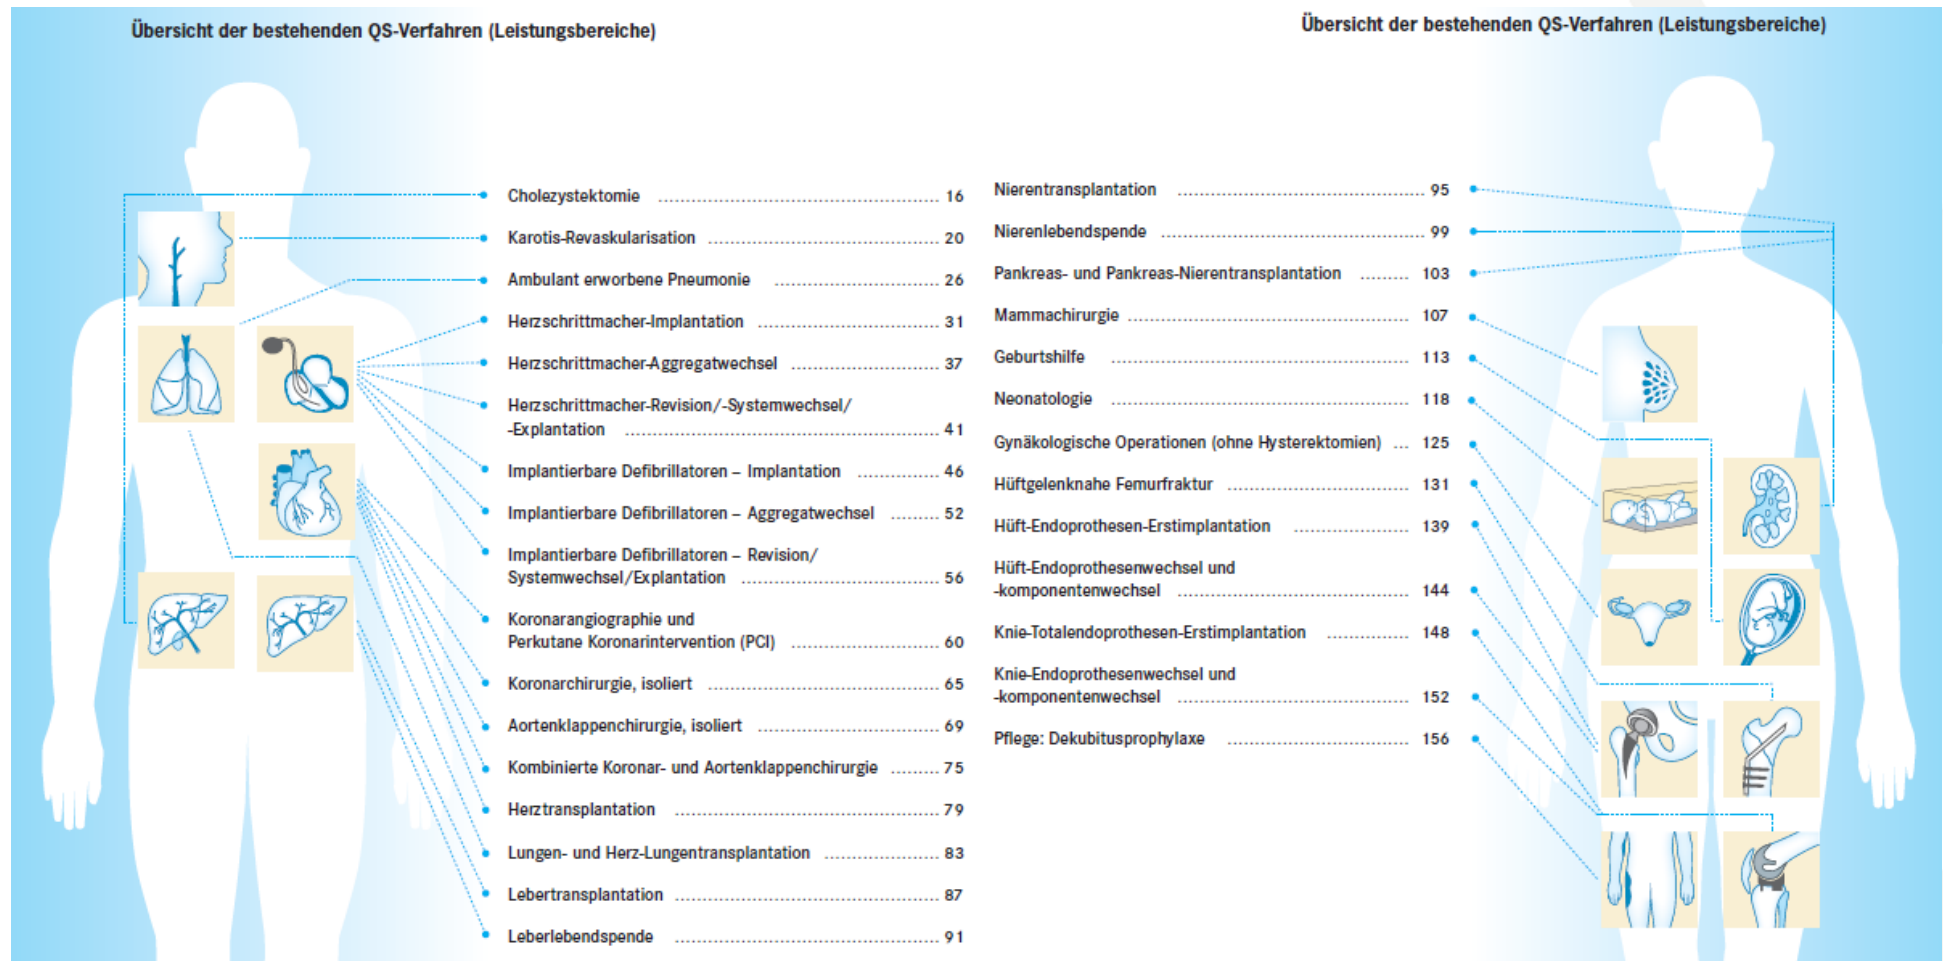 Übersicht der bestehenden QS-Verfahren (Leistungsbereiche)
Cholezystektomie ........ 16
Karotis-Revaskularisation ........ 20
Ambulant erworbene Pneumonie ........ 26
Herzschrittmacher-Implantation ........ 31
Herzschrittmacher-Aggregatwechsel ........ 37
Herzschrittmacher-Revision/-Systemwechsel/
-Explantation ........ 41
Implantierbare Defibrillatoren – Implantation ........ 46
Implantierbare Defibrillatoren – Aggregatwechsel ........ 52
Implantierbare Defibrillatoren – Revision/
Systemwechsel/Explantation ........ 56
Koronarangiographie und
Perkutane Koronarintervention (PCI) ........ 60
Koronarchirurgie, isoliert ........ 65
Aortenklappenchirurgie, isoliert ........ 69
Kombinierte Koronar- und Aortenklappenchirurgie ........ 75
Herztransplantation ........ 79
Lungen- und Herz-Lungentransplantation ........ 83
Lebertransplantation ........ 87
Leberlebendspende ........ 91
Übersicht der bestehenden QS-Verfahren (Leistungsbereiche)
Nierentransplantation ........ 95
Nierenlebendspende ........ 99
Pankreas- und Pankreas-Nierentransplantation ........ 103
Mammachirurgie ........ 107
Geburtshilfe ........ 113
Neonatologie ........ 118
Gynäkologische Operationen (ohne Hysterektomien) ... 125
Hüftgelenknahe Femurfraktur ........ 131
Hüft-Endoprothesen-Erstimplantation ........ 139
Hüft-Endoprothesenwechsel und
-komponentenwechsel ........ 144
Knie-Totalendoprothesen-Erstimplantation ........ 148
Knie-Endoprothesenwechsel und
-komponentenwechsel ........ 152
Pflege: Dekubitusprophylaxe ........ 156